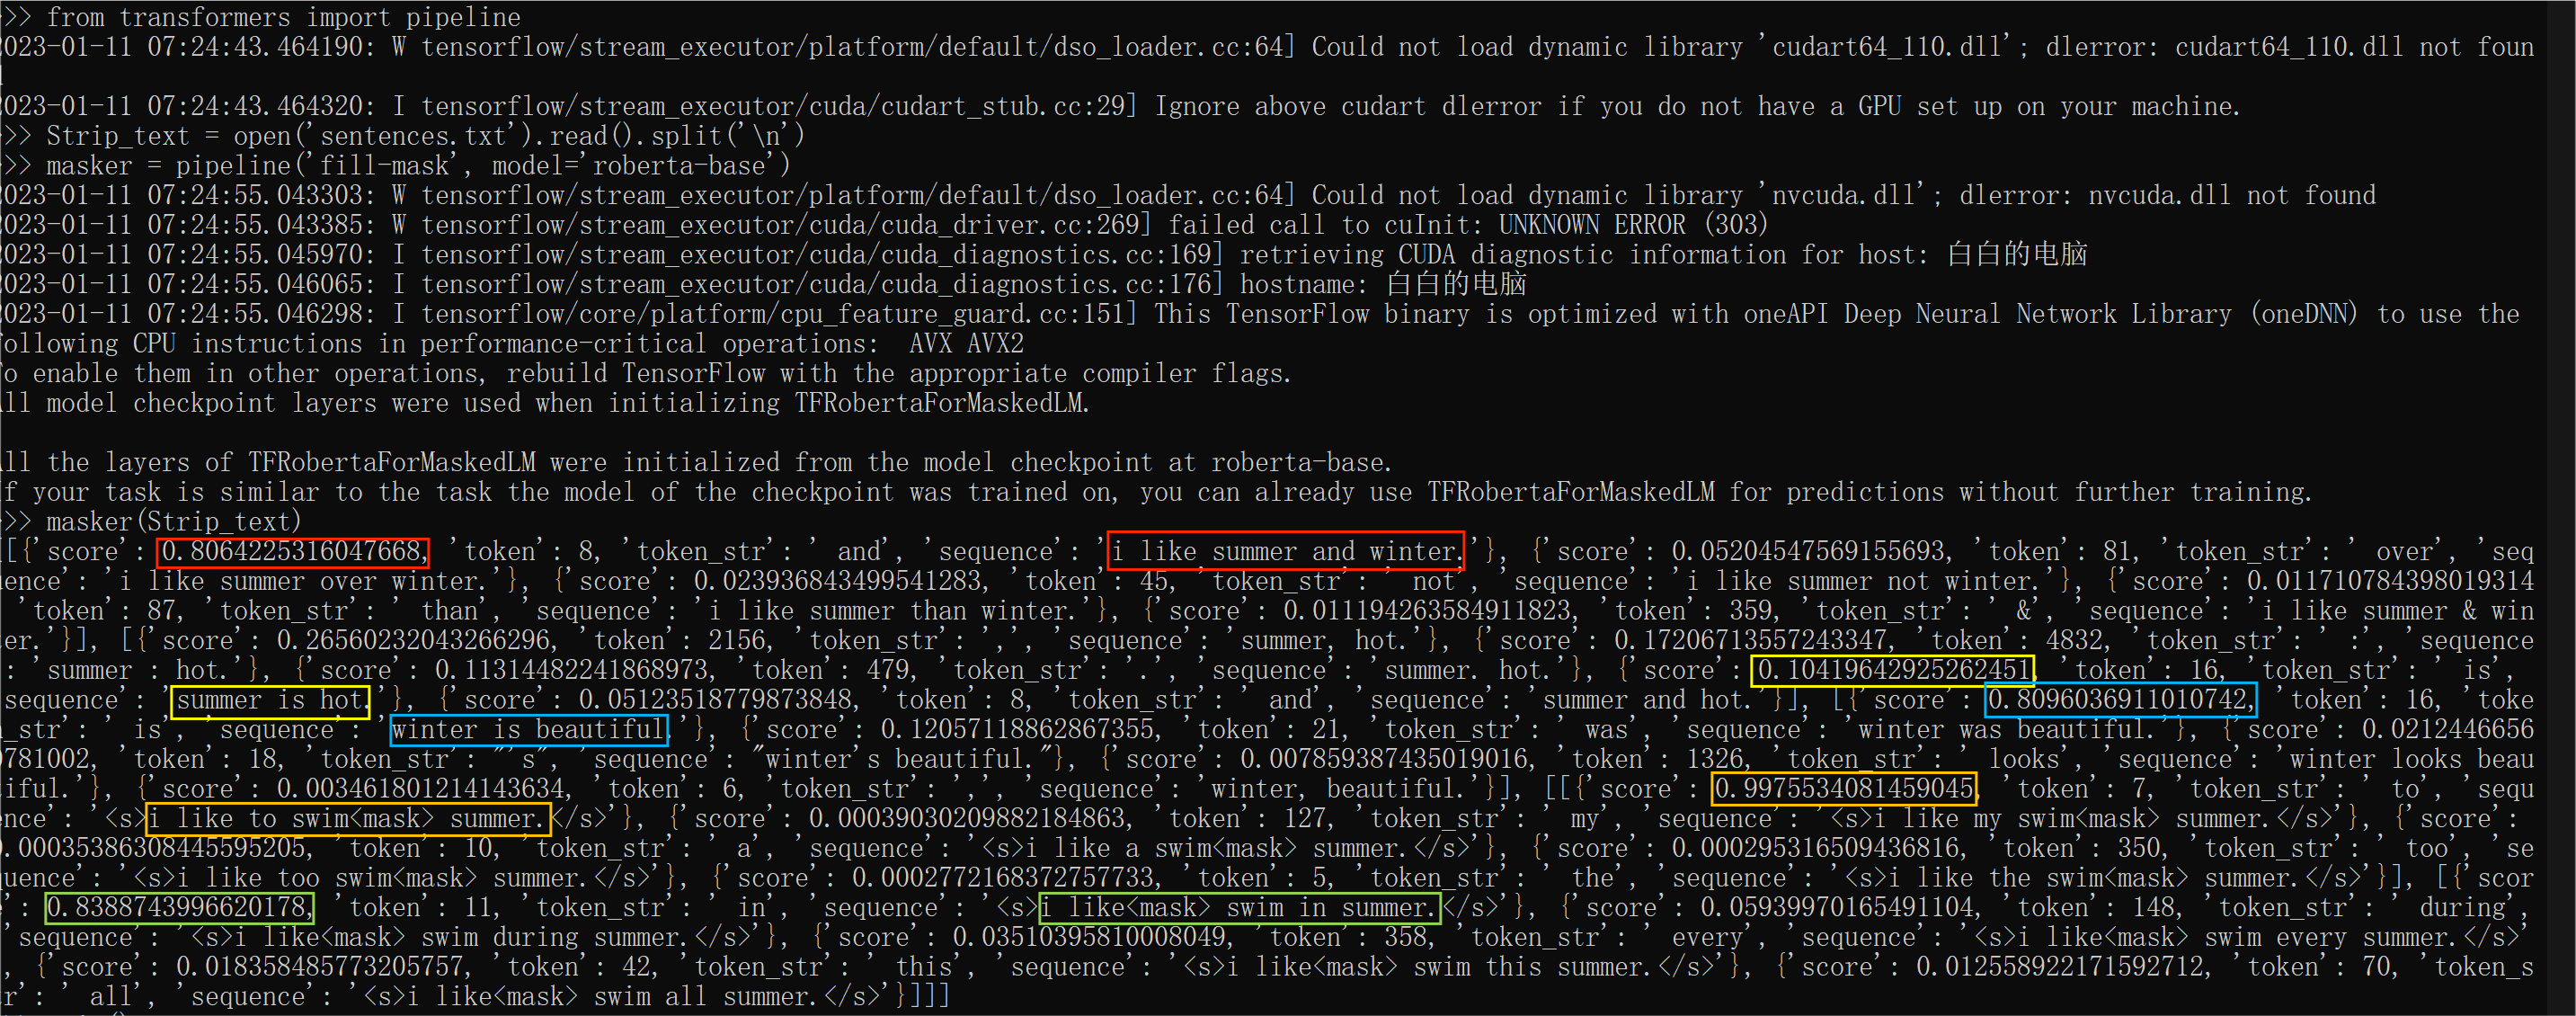 >> from transformers import pipeline
2023-01-11 07:24:43.464190: W tensorflow/stream_executor/platform/default/dso_loader.cc:64] Could not load dynamic library 'cudart64_110.dll'; dlerror: cudart64_110.dll not foun
2023-01-11 07:24:43.464320: I tensorflow/stream_executor/cuda/cudart_stub.cc:29] Ignore above cudart dlerror if you do not have a GPU set up on your machine.
>> Strip_text = open('sentences.txt').read().split('\n')
>> masker = pipeline('fill-mask', model='roberta-base')
2023-01-11 07:24:55.043303: W tensorflow/stream_executor/platform/default/dso_loader.cc:64] Could not load dynamic library 'nvcuda.dll'; dlerror: nvcuda.dll not found
2023-01-11 07:24:55.043385: W tensorflow/stream_executor/cuda/cuda_driver.cc:269] failed call to cuInit: UNKNOWN ERROR (303)
2023-01-11 07:24:55.045970: I tensorflow/stream_executor/cuda/cuda_diagnostics.cc:169] retrieving CUDA diagnostic information for host: 白白的电脑
2023-01-11 07:24:55.046065: I tensorflow/stream_executor/cuda/cuda_diagnostics.cc:176] hostname: 白白的电脑
2023-01-11 07:24:55.046298: I tensorflow/core/platform/cpu_feature_guard.cc:151] This TensorFlow binary is optimized with oneAPI Deep Neural Network Library (oneDNN) to use the
ollowing CPU instructions in performance-critical operations:  AVX AVX2
o enable them in other operations, rebuild TensorFlow with the appropriate compiler flags.
ll model checkpoint layers were used when initializing TFRobertaForMaskedLM.
ll the layers of TFRobertaForMaskedLM were initialized from the model checkpoint at roberta-base.
f your task is similar to the task the model of the checkpoint was trained on, you can already use TFRobertaForMaskedLM for predictions without further training.
>> masker(Strip_text)
[[{'score': 0.8064225316047668, 'token': 8, 'token_str': ' and', 'sequence': 'i like summer and winter.'}, {'score': 0.05204547569155693, 'token': 81, 'token_str': ' over', 'seq
uence': 'i like summer over winter.'}, {'score': 0.023936843499541283, 'token': 45, 'token_str': ' not', 'sequence': 'i like summer not winter.'}, {'score': 0.011710784398019314
 'token': 87, 'token_str': ' than', 'sequence': 'i like summer than winter.'}, {'score': 0.011194263584911823, 'token': 359, 'token_str': ' &', 'sequence': 'i like summer & win
er.'}], [{'score': 0.26560232043266296, 'token': 2156, 'token_str': ' ,', 'sequence': 'summer, hot.'}, {'score': 0.17206713557243347, 'token': 4832, 'token_str': ' :', 'sequence
: 'summer : hot.'}, {'score': 0.11314482241868973, 'token': 479, 'token_str': ' .', 'sequence': 'summer. hot.'}, {'score': 0.10419642925262451, 'token': 16, 'token_str': ' is',
sequence': 'summer is hot.'}, {'score': 0.05123518779873848, 'token': 8, 'token_str': ' and', 'sequence': 'summer and hot.'}], [{'score': 0.8096036911010742, 'token': 16, 'toke
_str': ' is', 'sequence': 'winter is beautiful.'}, {'score': 0.12057118862867355, 'token': 21, 'token_str': ' was', 'sequence': 'winter was beautiful.'}, {'score': 0.0212446656
0781002, 'token': 18, 'token_str': "'s", 'sequence': "winter's beautiful."}, {'score': 0.007859387435019016, 'token': 1326, 'token_str': ' looks', 'sequence': 'winter looks beau
iful.'}, {'score': 0.003461801214143634, 'token': 6, 'token_str': ',', 'sequence': 'winter, beautiful.'}], [[{'score': 0.9975534081459045, 'token': 7, 'token_str': ' to', 'sequ
ence': '<s>i like to swim<mask> summer.</s>'}, {'score': 0.00039030209882184863, 'token': 127, 'token_str': ' my', 'sequence': '<s>i like my swim<mask> summer.</s>'}, {'score':
0.00035386308445595205, 'token': 10, 'token_str': ' a', 'sequence': '<s>i like a swim<mask> summer.</s>'}, {'score': 0.000295316509436816, 'token': 350, 'token_str': ' too', 'se
uence': '<s>i like too swim<mask> summer.</s>'}, {'score': 0.0002772168372757733, 'token': 5, 'token_str': ' the', 'sequence': '<s>i like the swim<mask> summer.</s>'}], [{'scor
': 0.8388743996620178, 'token': 11, 'token_str': ' in', 'sequence': '<s>i like<mask> swim in summer.</s>'}, {'score': 0.05939970165491104, 'token': 148, 'token_str': ' during',
'sequence': '<s>i like<mask> swim during summer.</s>'}, {'score': 0.03510395810008049, 'token': 358, 'token_str': ' every', 'sequence': '<s>i like<mask> swim every summer.</s>'
, {'score': 0.018358485773205757, 'token': 42, 'token_str': ' this', 'sequence': '<s>i like<mask> swim this summer.</s>'}, {'score': 0.012558922171592712, 'token': 70, 'token_s
r': ' all', 'sequence': '<s>i like<mask> swim all summer.</s>'}]]]